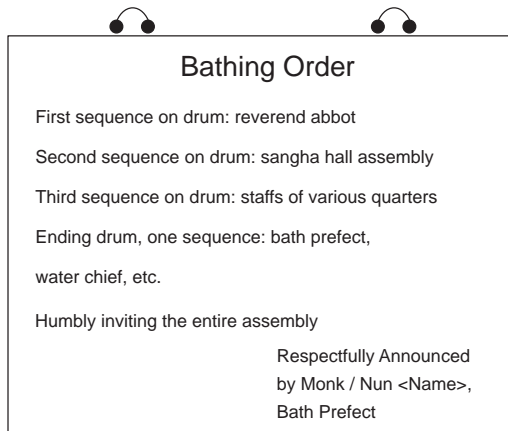 Bathing Order
First sequence on drum: reverend abbot
Second sequence on drum: sangha hall assembly
Third sequence on drum: staffs of various quarters
Ending drum, one sequence: bath prefect,
water chief, etc.
Humbly inviting the entire assembly
Respectfully Announced
by Monk / Nun <Name>,
Bath Prefect